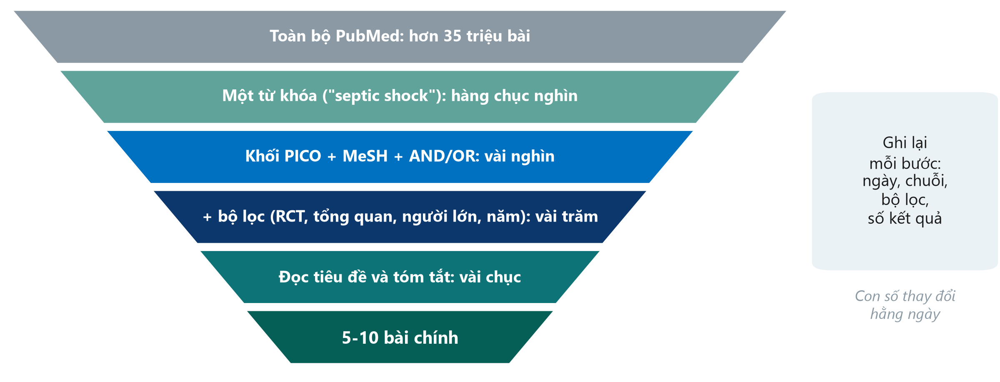 Toàn bộ PubMed: hơn 35 triệu bài
Một từ khóa ("septic shock"): hàng chục nghìn
Khối PICO + MeSH + AND/OR: vài nghìn
+ bộ lọc (RCT, tổng quan, người lớn, năm): vài trăm
Đọc tiêu đề và tóm tắt: vài chục
5-10 bài chính
Ghi lại
mỗi bước:
ngày, chuỗi,
bộ lọc,
số kết quả
Con số thay đổi
hằng ngày